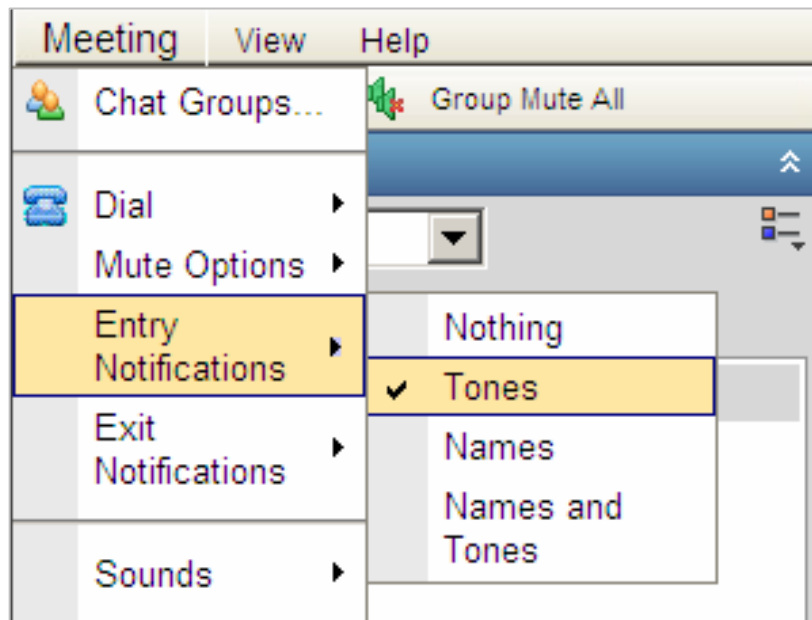 Meeting View Help
Chat Groups...
Group Mute All
Dial
Mute Options
Entry
Notifications
Exit
Notifications
Sounds
Nothing
Tones
Names
Names and
Tones